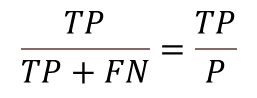 TP / (TP + FN) = TP / P